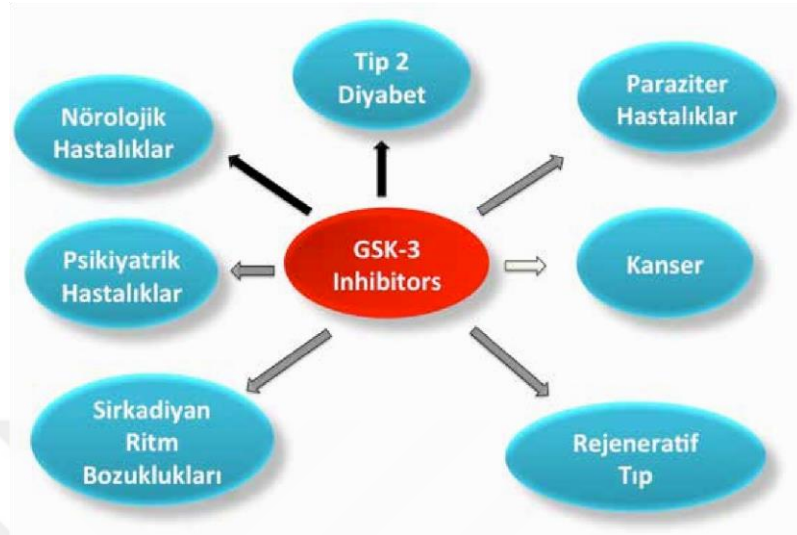 Tip 2
Diyabet
Paraziter
Hastalıklar
Nörolojik
Hastalıklar
GSK-3
Inhibitors
Psikiyatrik
Hastalıklar
Kanser
Sirkadiyan
Ritm
Bozuklukları
Rejeneratif
Tıp